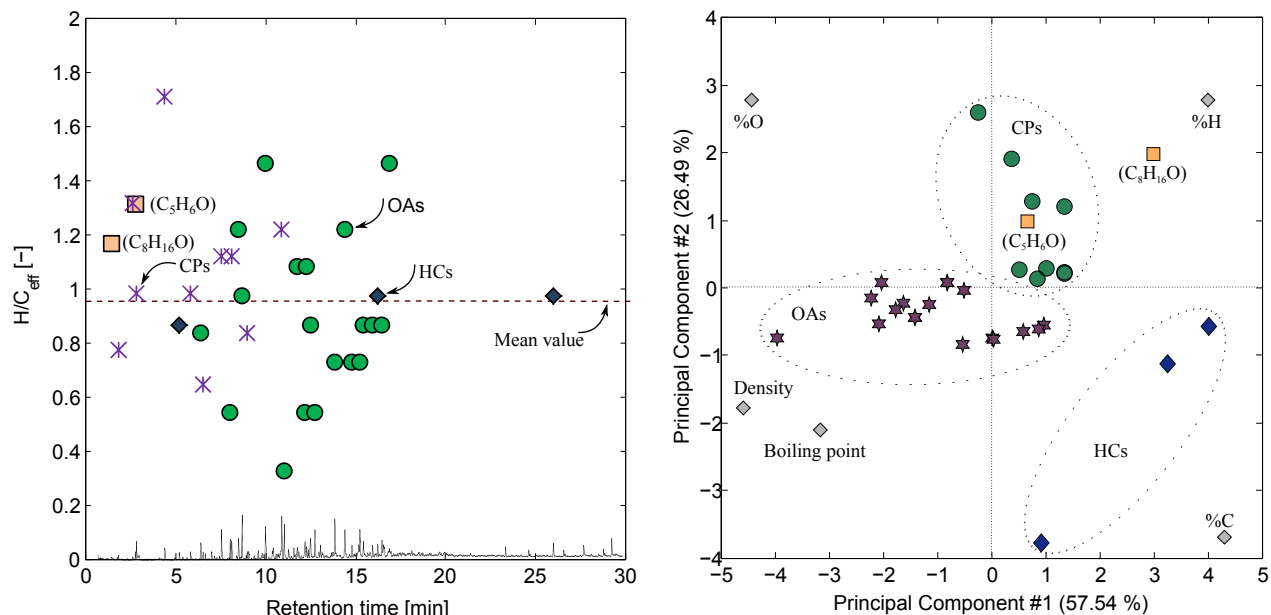 H/C_eff [−]
2
1.8
1.6
1.4
1.2
1
0.8
0.6
0.4
0.2
0
(C₅H₆O)
(C₈H₁₆O)
CPs
OAs
HCs
Mean value
0 5 10 15 20 25 30
Retention time [min]
Principal Component #2 (26.49 %)
4
3
2
1
0
−1
−2
−3
−4
%O
CPs
%H
(C₈H₁₆O)
(C₅H₆O)
OAs
Density
Boiling point
HCs
%C
−5 −4 −3 −2 −1 0 1 2 3 4 5
Principal Component #1 (57.54 %)